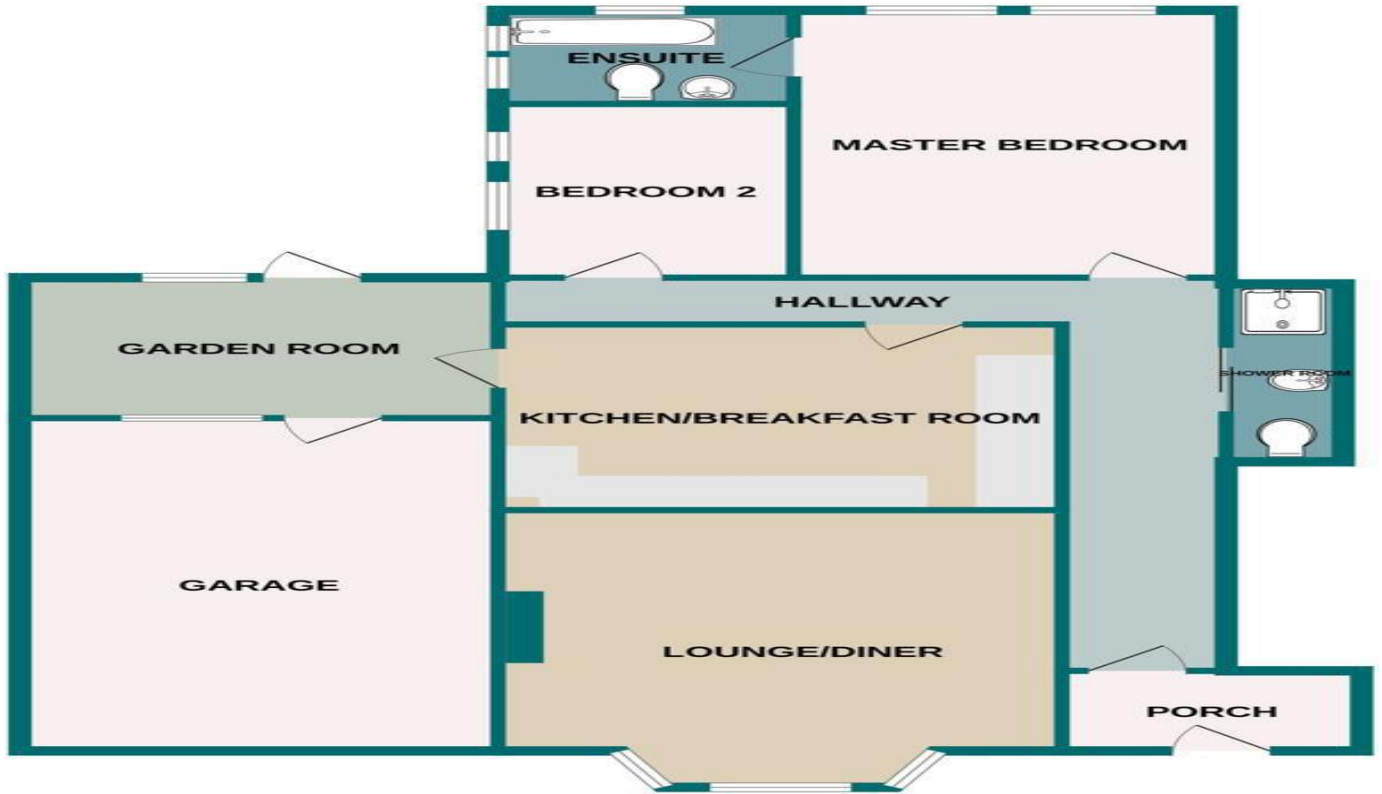 ENSUITE
MASTER BEDROOM
BEDROOM 2
HALLWAY
GARDEN ROOM
SHOWER ROOM
KITCHEN/BREAKFAST ROOM
GARAGE
LOUNGE/DINER
PORCH